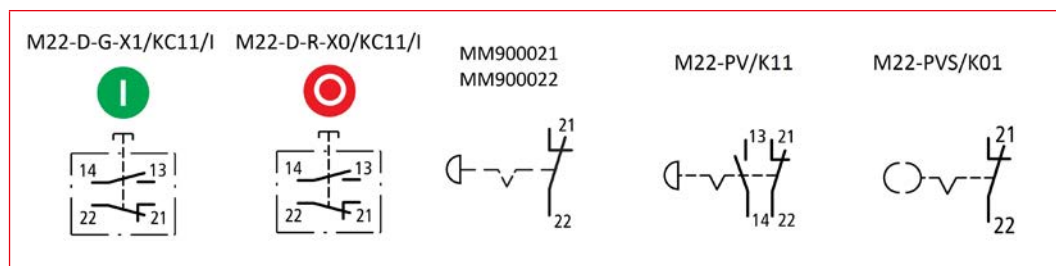 M22-D-G-X1/KC11/I
M22-D-R-X0/KC11/I
MM900021
MM900022
M22-PV/K11
M22-PVS/K01
I
O
14 13
22 21
14 13
22 21
21
22
13 21
14 22
21
22